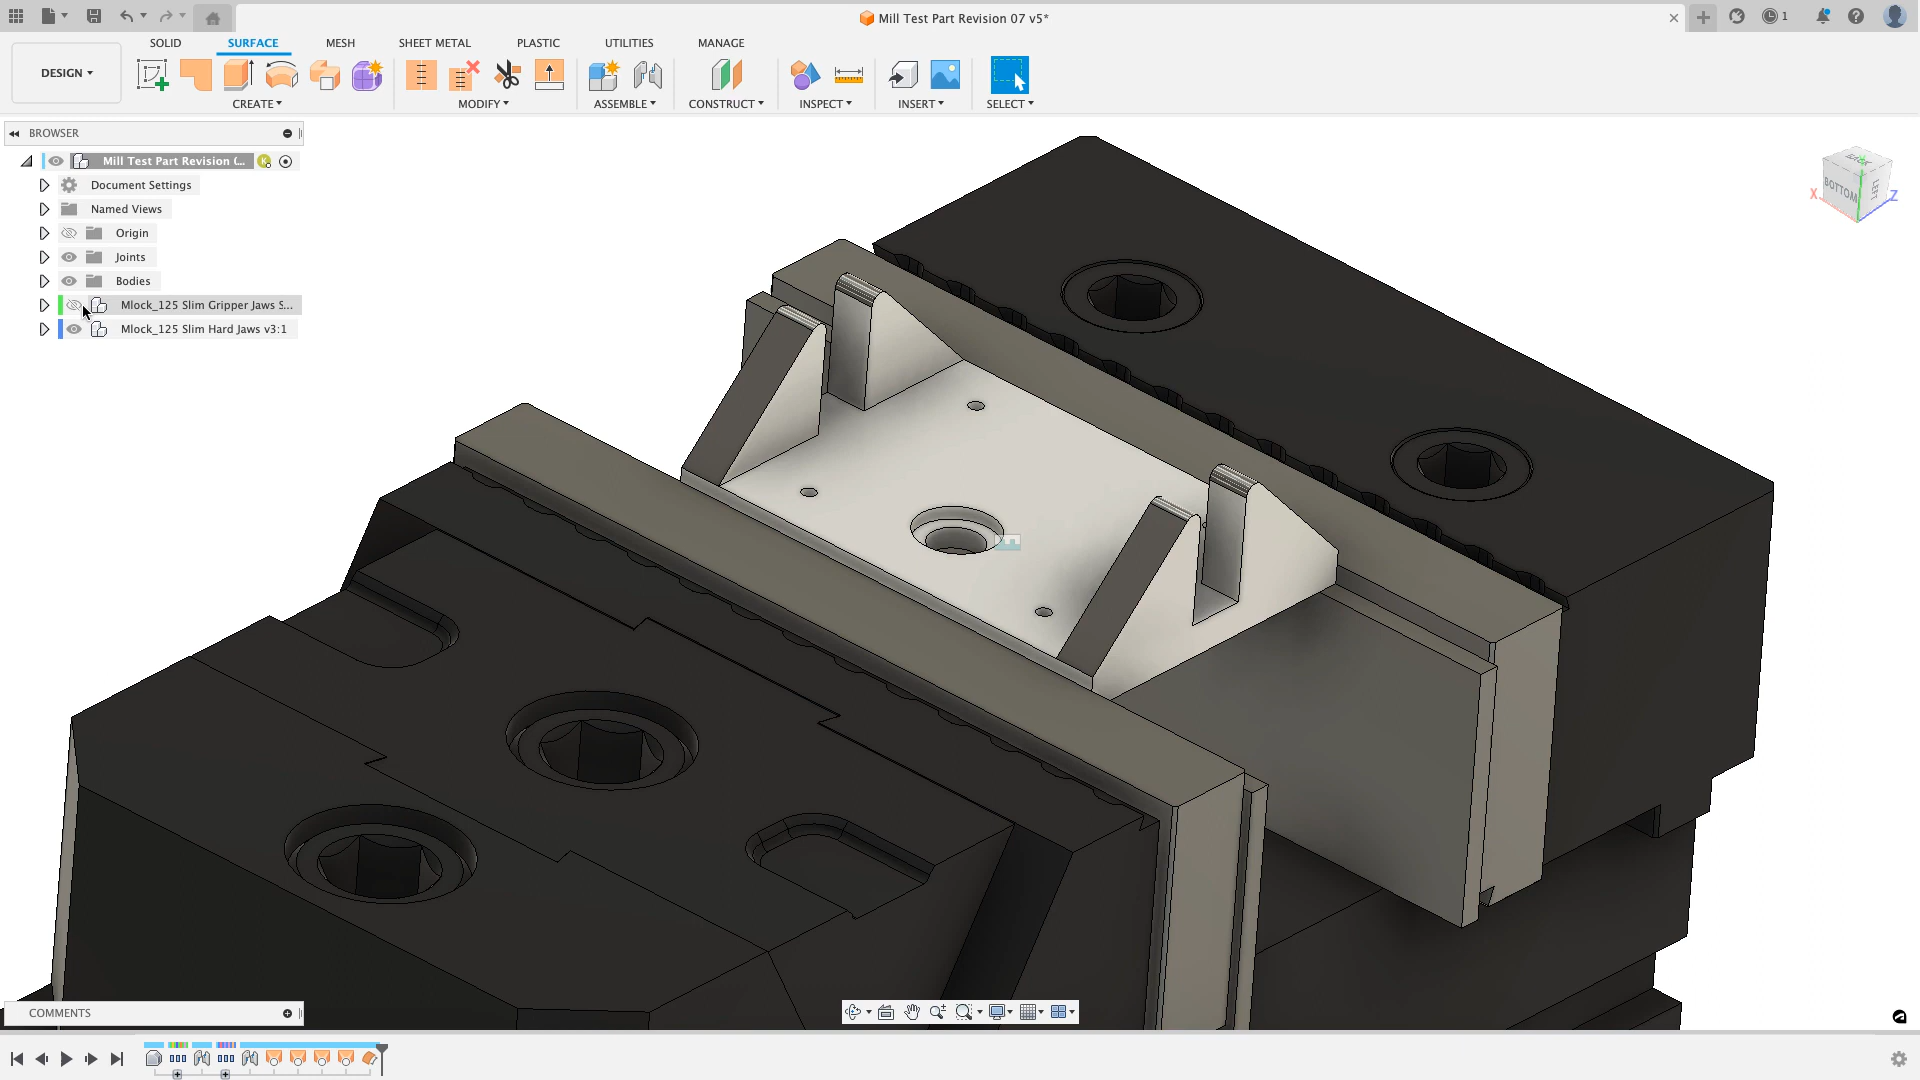 Mill Test Part Revision 07 v5*
1
DESIGN
SOLID
SURFACE
MESH
SHEET METAL
PLASTIC
UTILITIES
MANAGE
CREATE
MODIFY
ASSEMBLE
CONSTRUCT
INSPECT
INSERT
SELECT
BROWSER
Mill Test Part Revision (...
Document Settings
Named Views
Origin
Joints
Bodies
Mlock_125 Slim Gripper Jaws S...
Mlock_125 Slim Hard Jaws v3:1
BACK
BOTTOM
LEFT
X
Z
COMMENTS